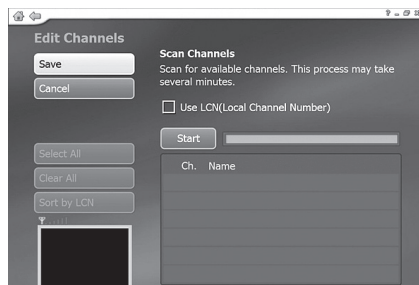 Edit Channels
Save
Cancel
Select All
Clear All
Sort by LCN
Scan Channels
Scan for available channels. This process may take
several minutes.
Use LCN(Local Channel Number)
Start
Ch. Name